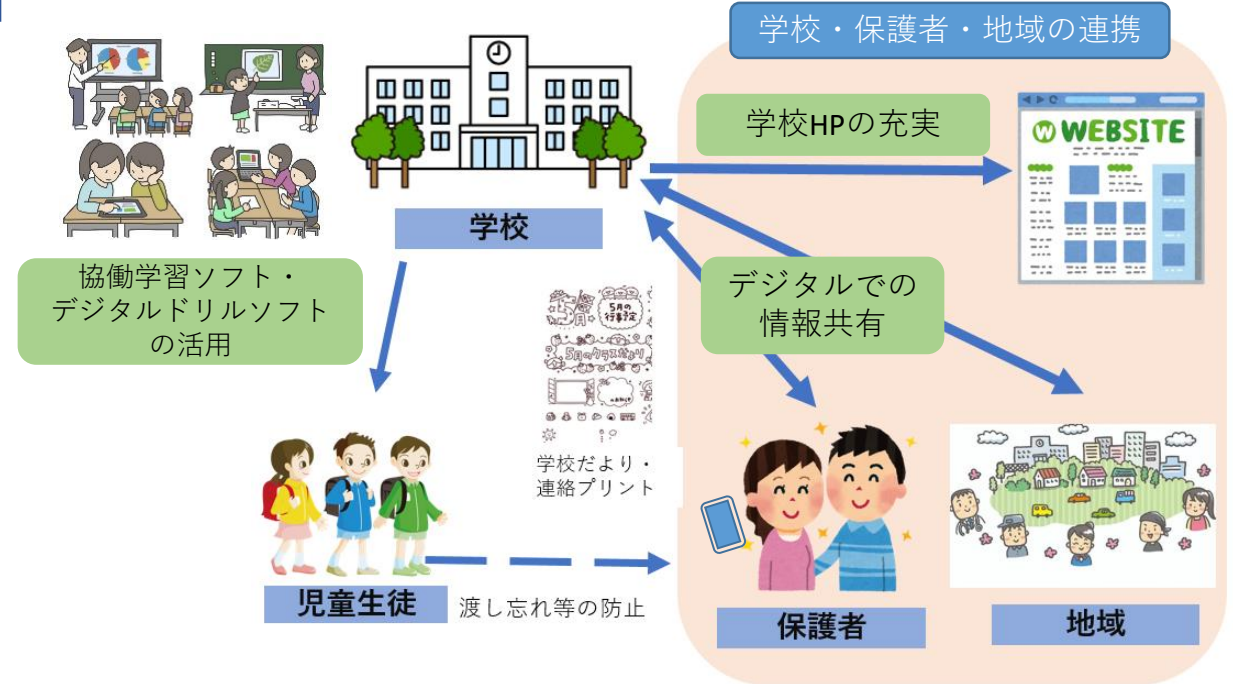 学校・保護者・地域の連携
学校HPの充実
WEBSITE
学校
協働学習ソフト・
デジタルドリルソフト
の活用
デジタルでの
情報共有
5月
5月の
行事予定
5月のクラスだより
学校だより・
連絡プリント
児童生徒
渡し忘れ等の防止
保護者
地域